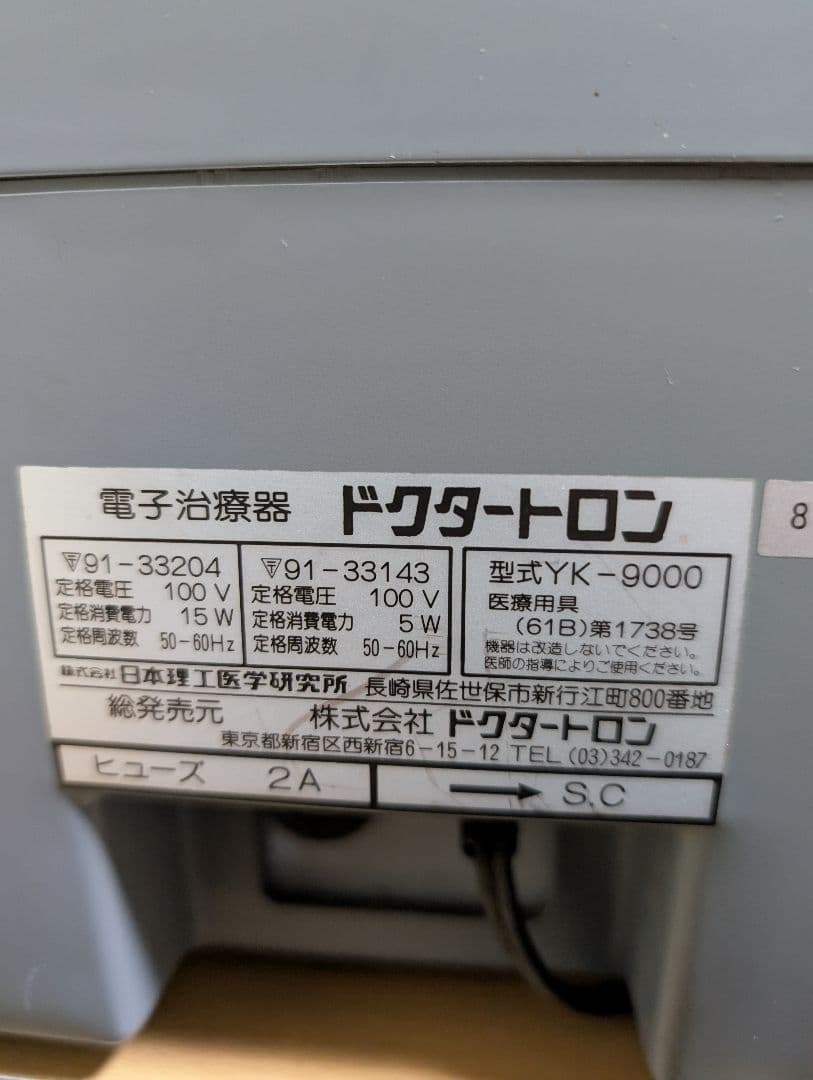 電子治療器 ドクタートロン
91-33204
定格電圧 100 V
定格消費電力 15 W
定格周波数 50-60Hz
91-33143
定格電圧 100 V
定格消費電力 5 W
定格周波数 50-60Hz
型式YK-9000
医療用具
(61B)第1738号
機器は改造しないでください。
医師の指導によりご使用ください。
株式会社 日本理工医学研究所 長崎県佐世保市新行江町800番地
総発売元 株式会社 ドクタートロン
東京都新宿区西新宿6-15-12 TEL (03)342-0187
ヒューズ 2A
→ S.C
8